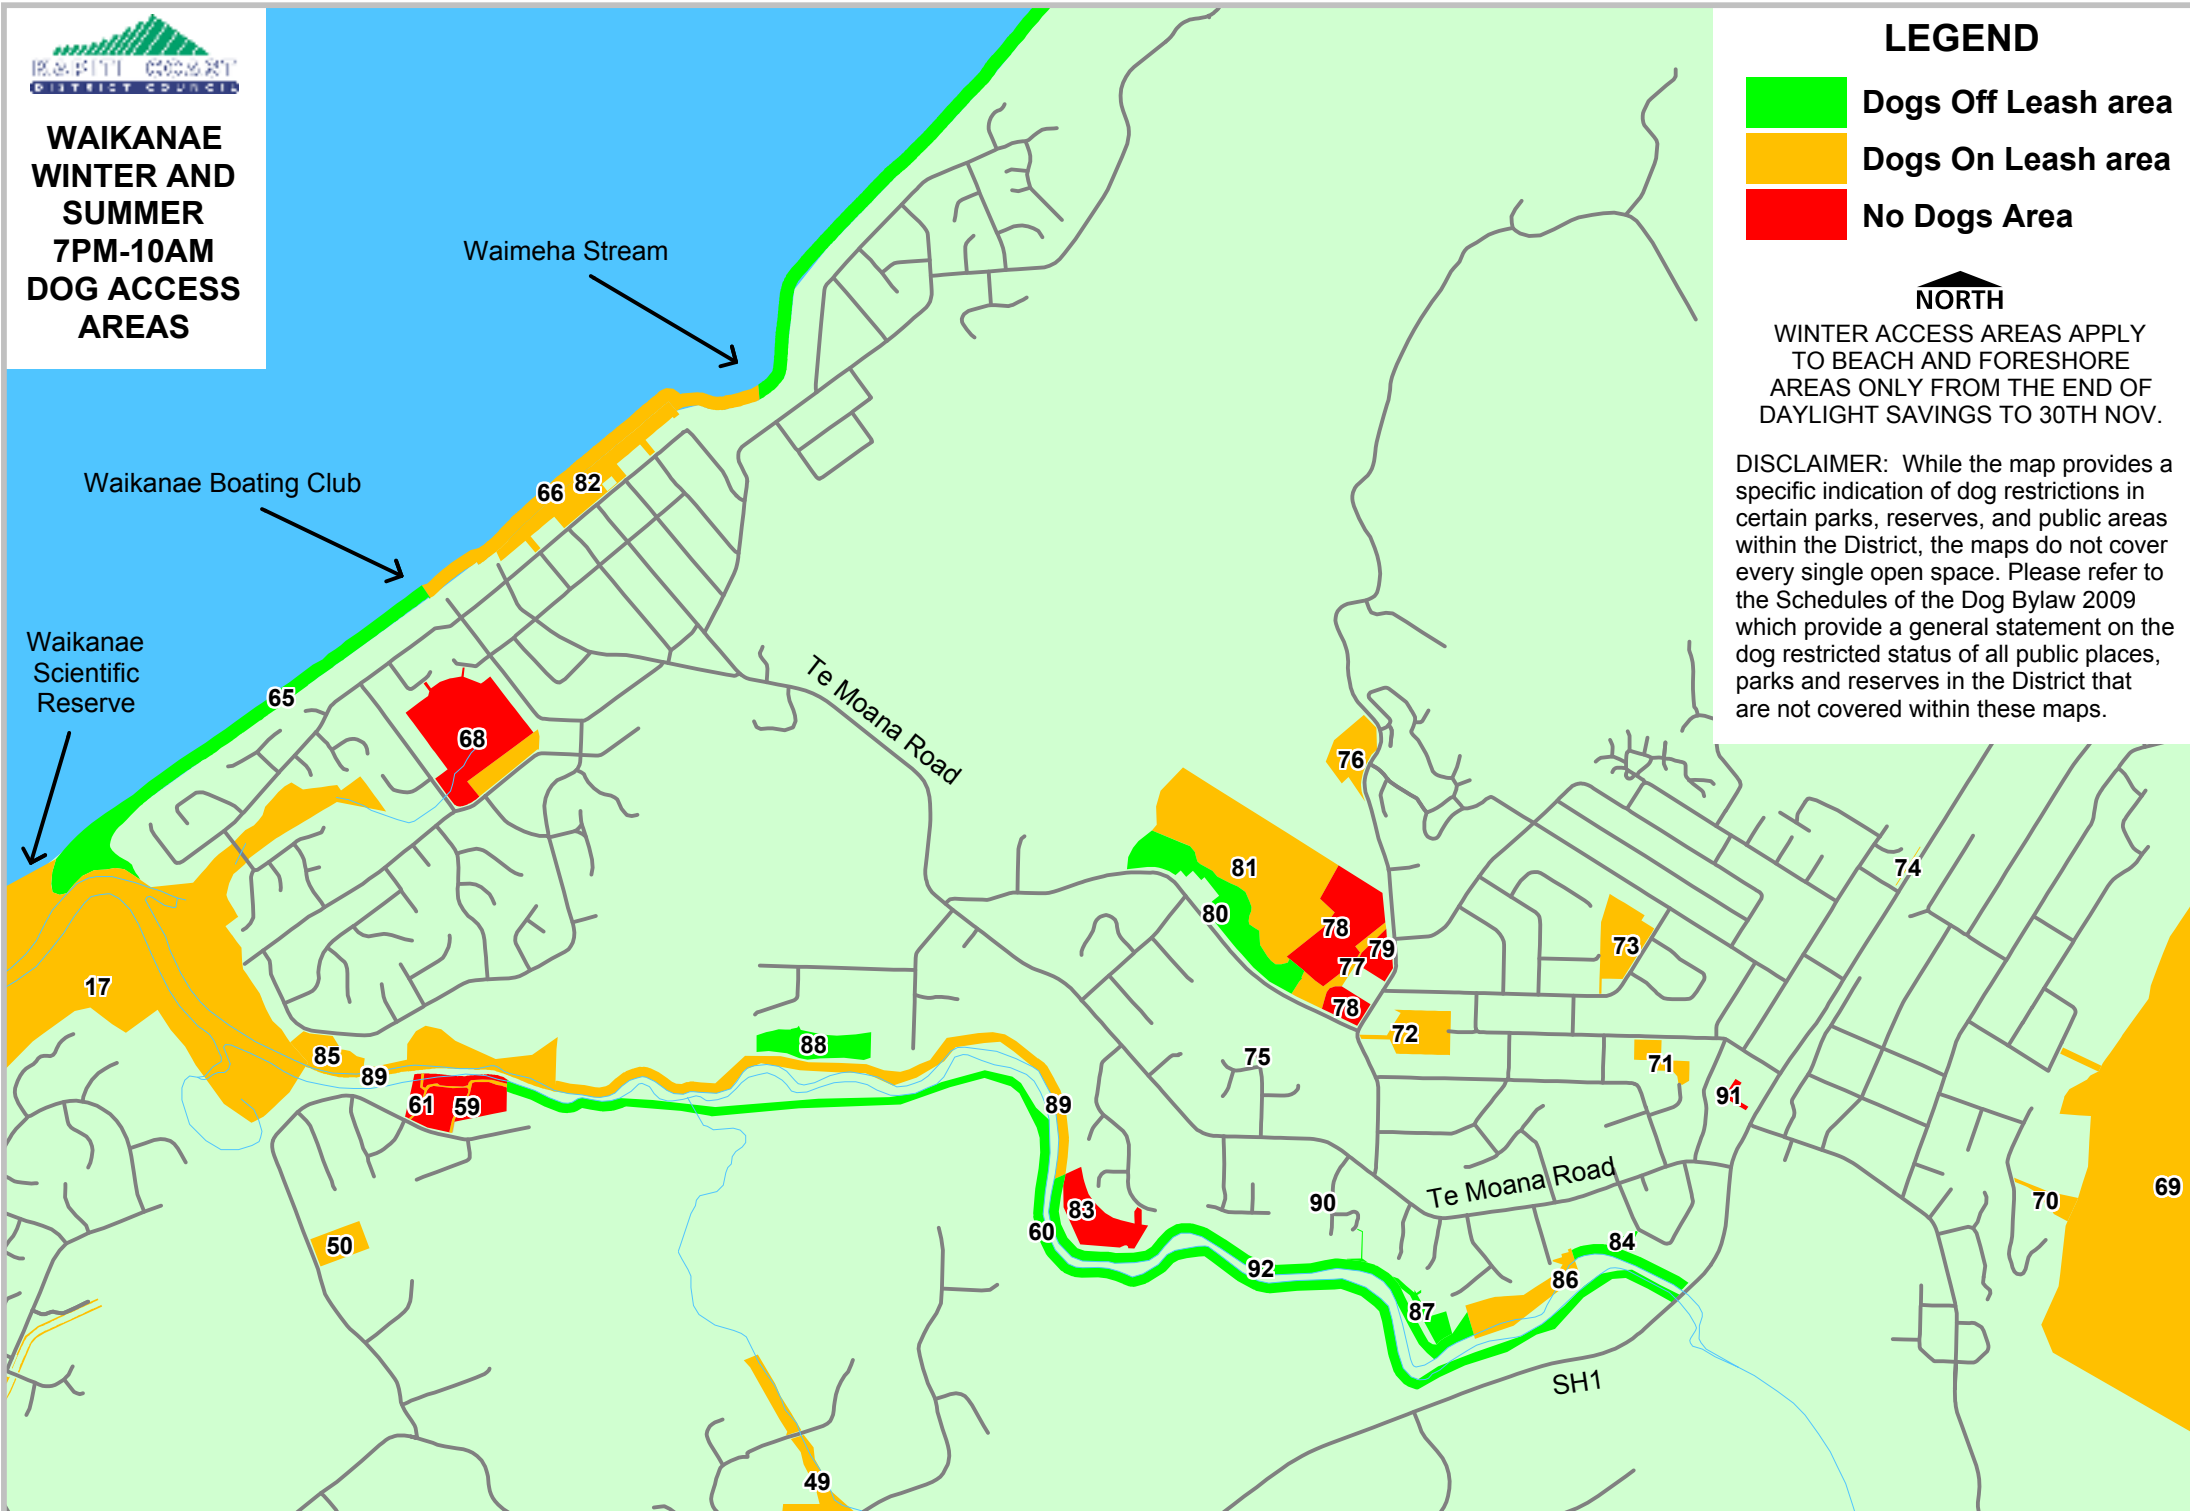 KAPITI COAST
DISTRICT COUNCIL
WAIKANAE
WINTER AND
SUMMER
7PM-10AM
DOG ACCESS
AREAS
LEGEND
Dogs Off Leash area
Dogs On Leash area
No Dogs Area
NORTH
WINTER ACCESS AREAS APPLY
TO BEACH AND FORESHORE
AREAS ONLY FROM THE END OF
DAYLIGHT SAVINGS TO 30TH NOV.
DISCLAIMER: While the map provides a
specific indication of dog restrictions in
certain parks, reserves, and public areas
within the District, the maps do not cover
every single open space. Please refer to
the Schedules of the Dog Bylaw 2009
which provide a general statement on the
dog restricted status of all public places,
parks and reserves in the District that
are not covered within these maps.
Waimeha Stream
Waikanae Boating Club
66
82
Waikanae
Scientific
Reserve
65
Te Moana Road
68
76
81
74
80
78
79
73
77
17
78
72
88
85
75
71
89
91
61
59
89
Te Moana Road
69
70
90
83
60
84
50
92
86
87
SH1
49